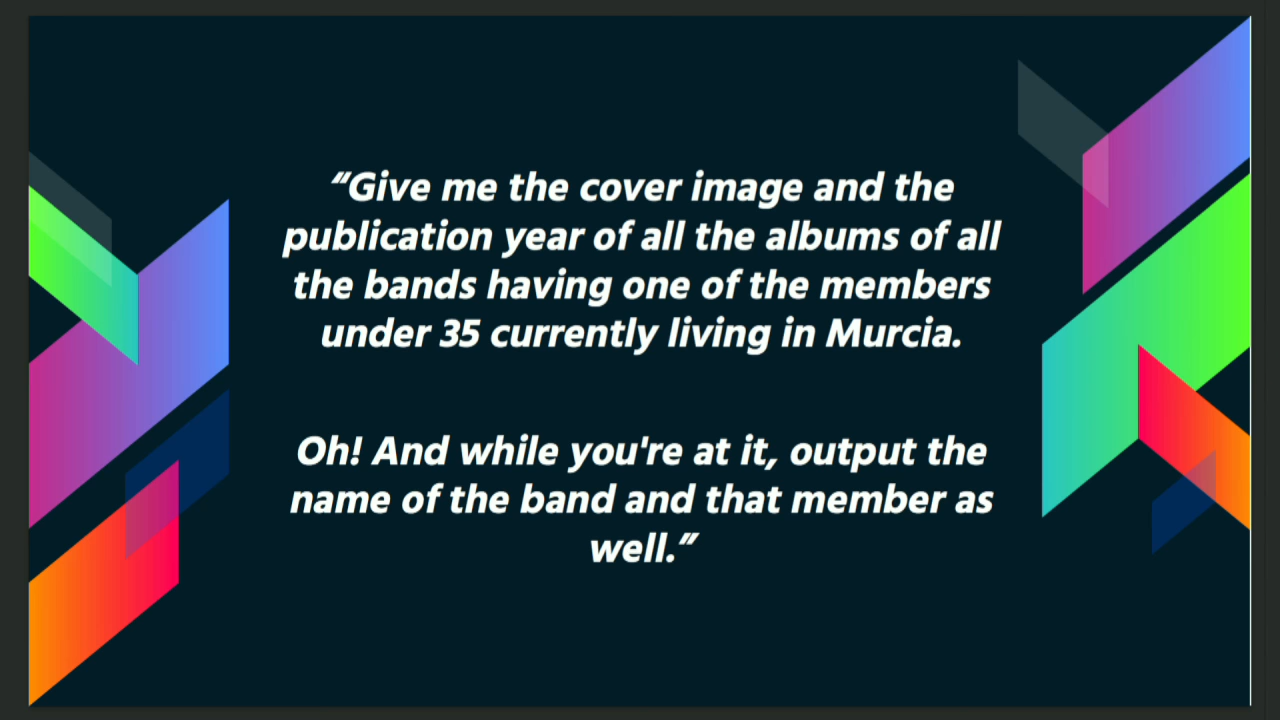 “Give me the cover image and the
publication year of all the albums of all
the bands having one of the members
under 35 currently living in Murcia.
Oh! And while you're at it, output the
name of the band and that member as
well.”